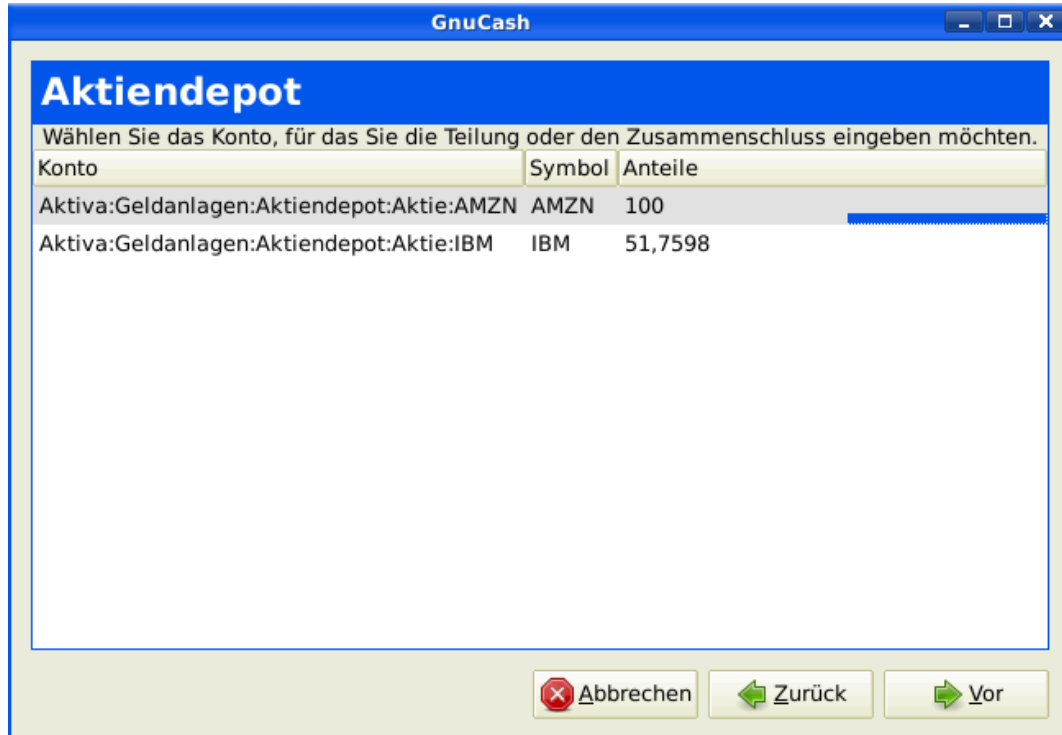 GnuCash
Aktiendepot
Wählen Sie das Konto, für das Sie die Teilung oder den Zusammenschluss eingeben möchten.
Konto Symbol Anteile
Aktiva:Geldanlagen:Aktiendepot:Aktie:AMZN AMZN 100
Aktiva:Geldanlagen:Aktiendepot:Aktie:IBM IBM 51,7598
Abbrechen Zurück Vor